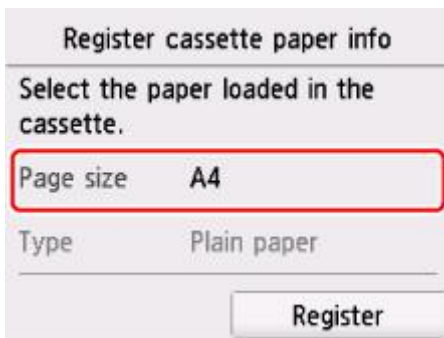 Register cassette paper info
Select the paper loaded in the
cassette.
Page size A4
Type Plain paper
Register